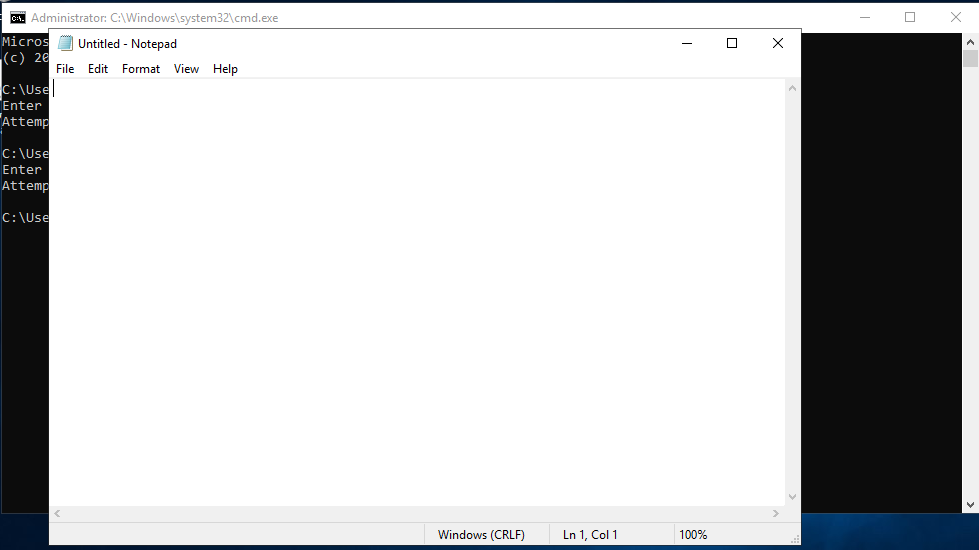 Administrator: C:\Windows\system32\cmd.exe
Untitled - Notepad
File Edit Format View Help
Micros
(c) 20
C:\Use
Enter
Attemp
C:\Use
Enter
Attemp
C:\Use
Windows (CRLF) Ln 1, Col 1 100%